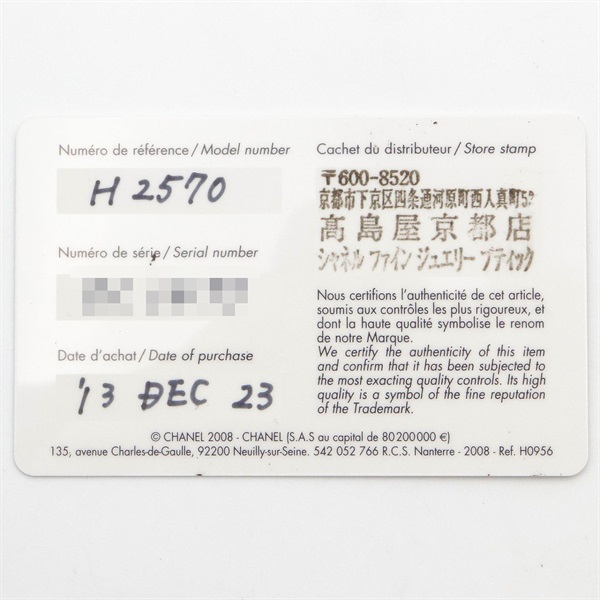 Numéro de référence / Model number
H 2570
Numéro de série / Serial number
Date d'achat / Date of purchase
'13 DEC 23
Cachet du distributeur / Store stamp
〒600-8520
京都市下京区四条通河原町西入真町52
髙島屋京都店
シャネル ファイン ジュエリー ブティック
Nous certifions l'authenticité de cet article,
soumis aux contrôles les plus rigoureux, et
dont la haute qualité symbolise le renom
de notre Marque.
We certify the authenticity of this item
and confirm that it has been subjected to
the most exacting quality controls. Its high
quality is a symbol of the fine reputation
of the Trademark.
© CHANEL 2008 - CHANEL (S.A.S au capital de 80200000 €)
135, avenue Charles-de-Gaulle, 92200 Neuilly-sur-Seine. 542 052 766 R.C.S. Nanterre - 2008 - Ref. H0956